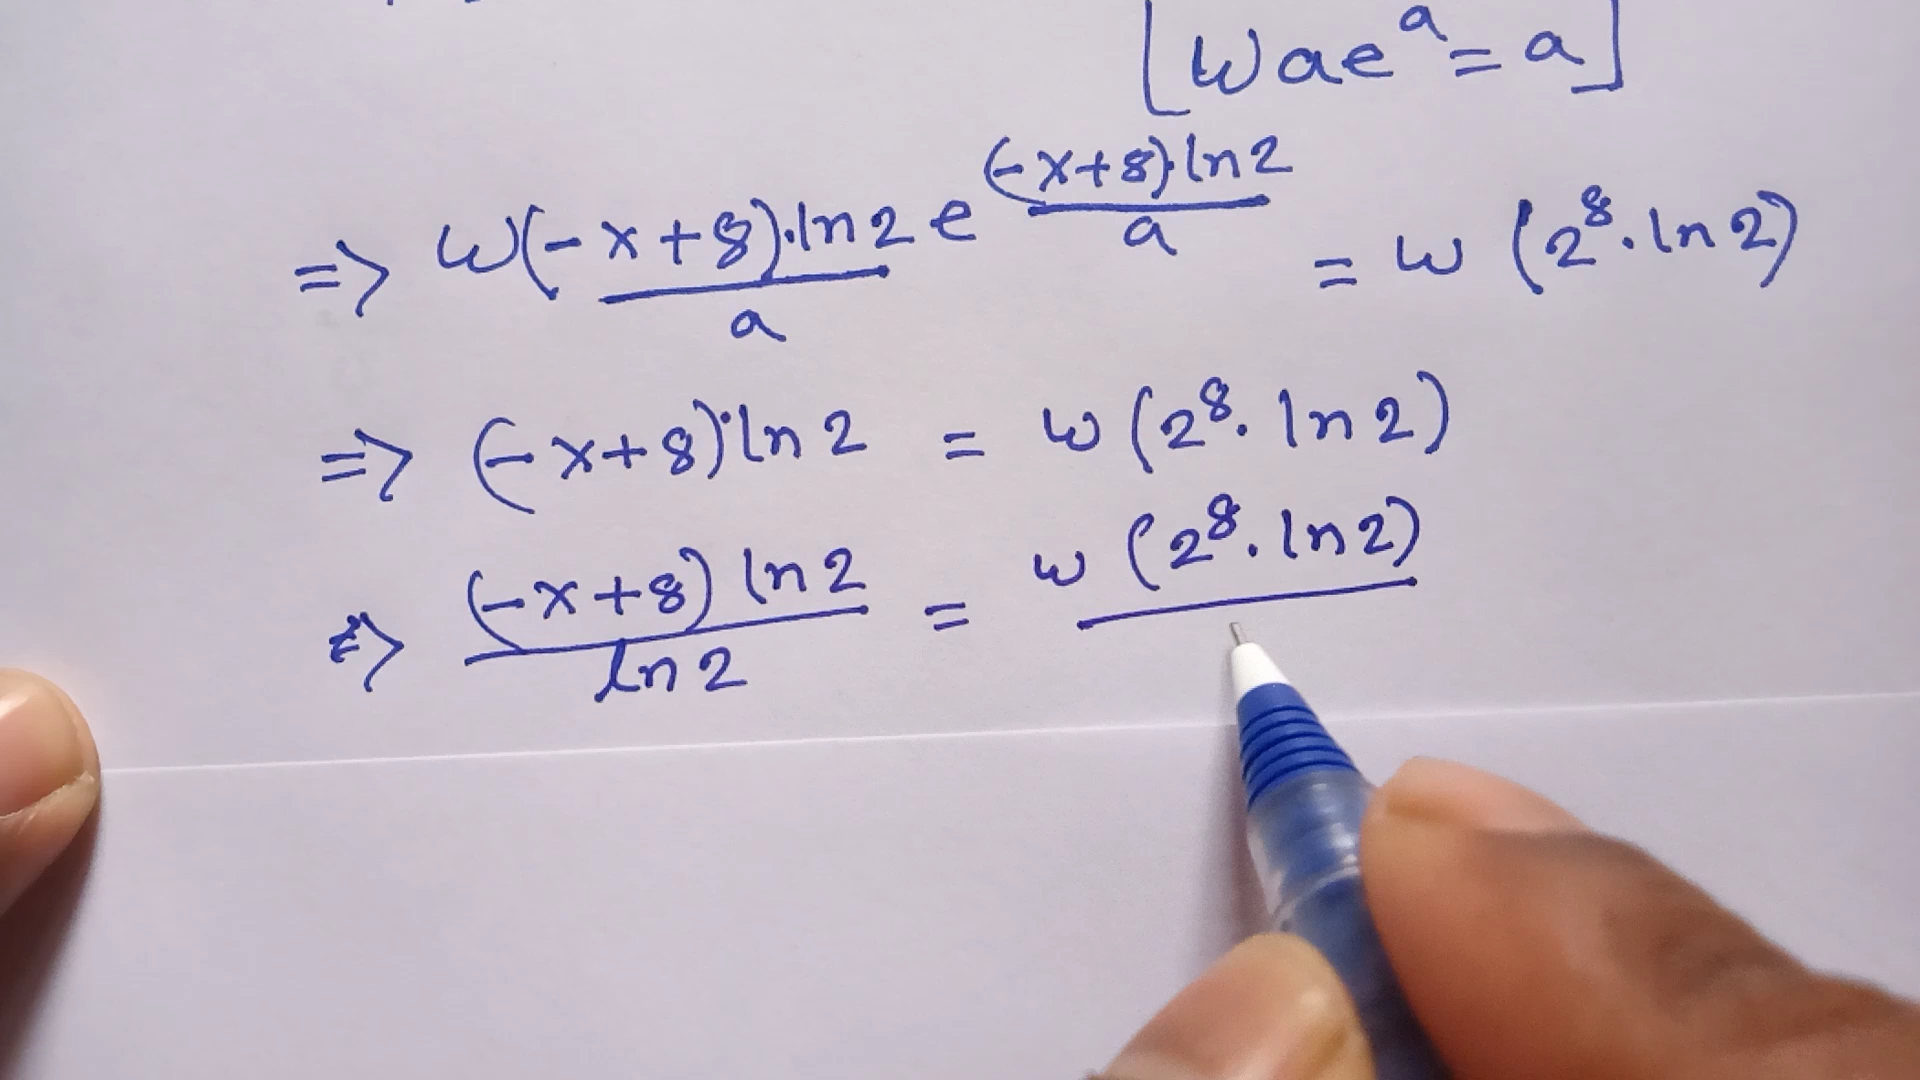 [Wae^a = a]
=> W(-x+8).ln2 e^((-x+8).ln2) = W(2^8.ln2)
a a
=> (-x+8).ln2 = W(2^8.ln2)
=> (-x+8) ln2 / ln2 = W(2^8.ln2)